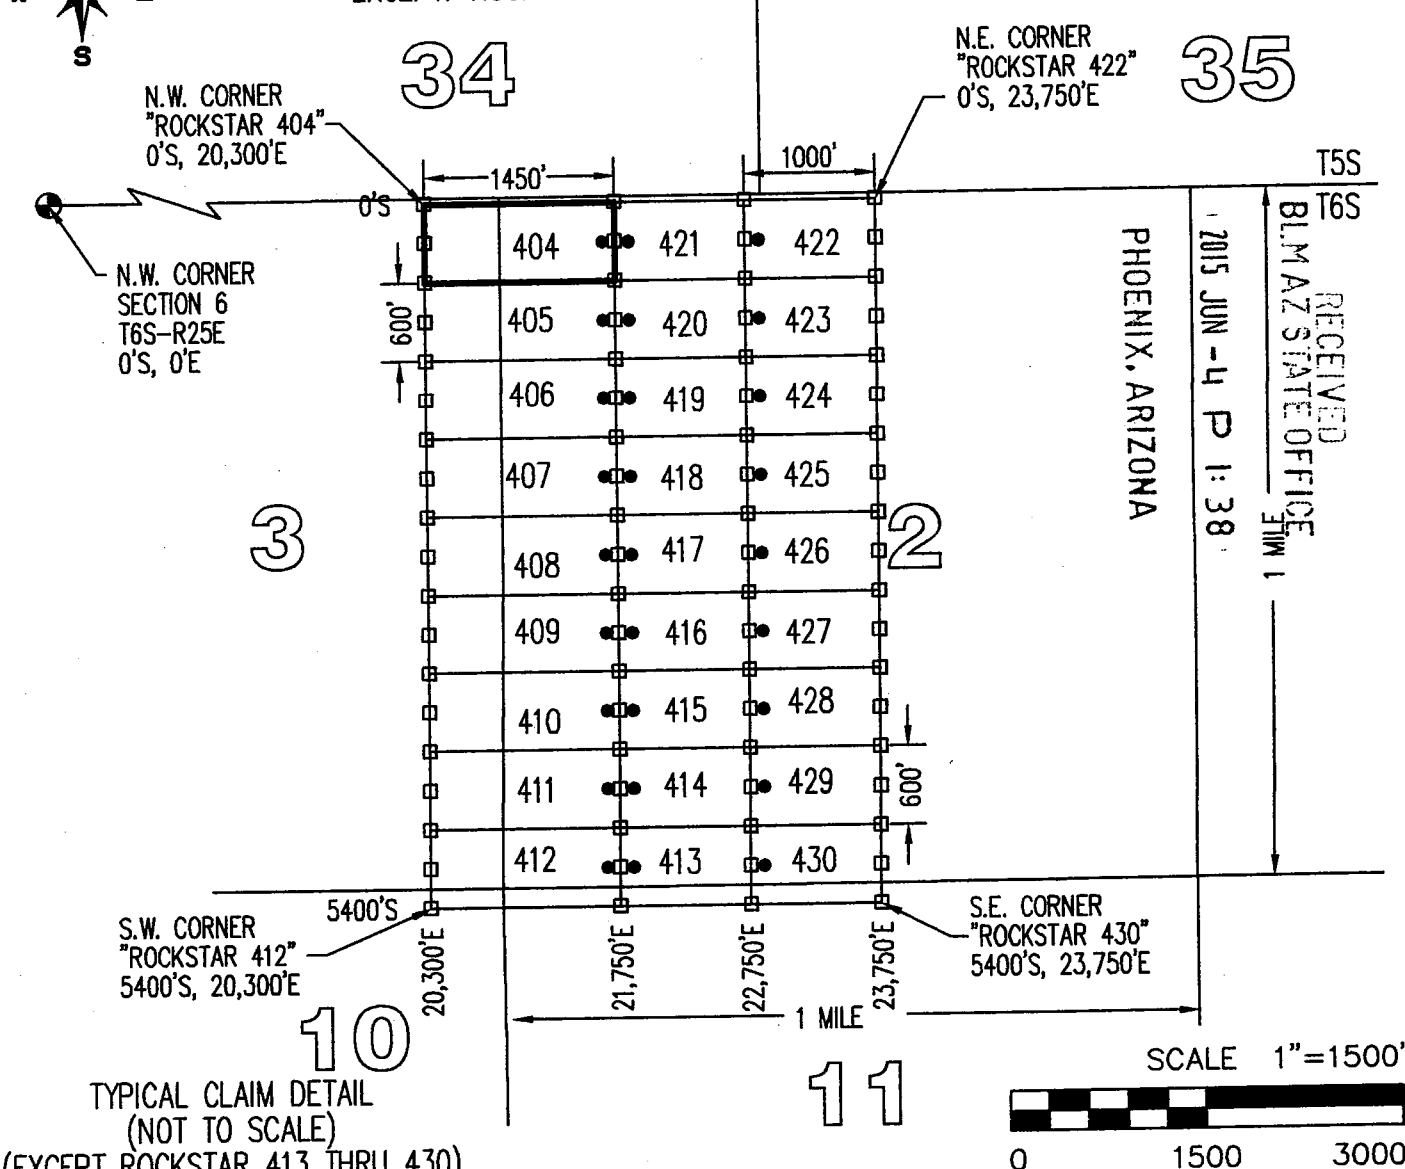 S
34
35
N.W. CORNER
"ROCKSTAR 404"
0'S, 20,300'E
N.E. CORNER
"ROCKSTAR 422"
0'S, 23,750'E
1450'
1000'
T5S
T6S
0'S
N.W. CORNER
SECTION 6
T6S-R25E
0'S, 0'E
600'
404 421 422
405 420 423
406 419 424
407 418 425
408 417 426
409 416 427
410 415 428
411 414 429
412 413 430
3
2
600'
RECEIVED
BLM AZ STATE OFFICE
2015 JUN -4 P 1:38
PHOENIX, ARIZONA
1 MILE
5400'S
S.W. CORNER
"ROCKSTAR 412"
5400'S, 20,300'E
20,300'E
21,750'E
22,750'E
23,750'E
S.E. CORNER
"ROCKSTAR 430"
5400'S, 23,750'E
1 MILE
10
11
TYPICAL CLAIM DETAIL
(NOT TO SCALE)
(EXCEPT ROCKSTAR 413 THRU 430)
SCALE 1"=1500'
0 1500 3000